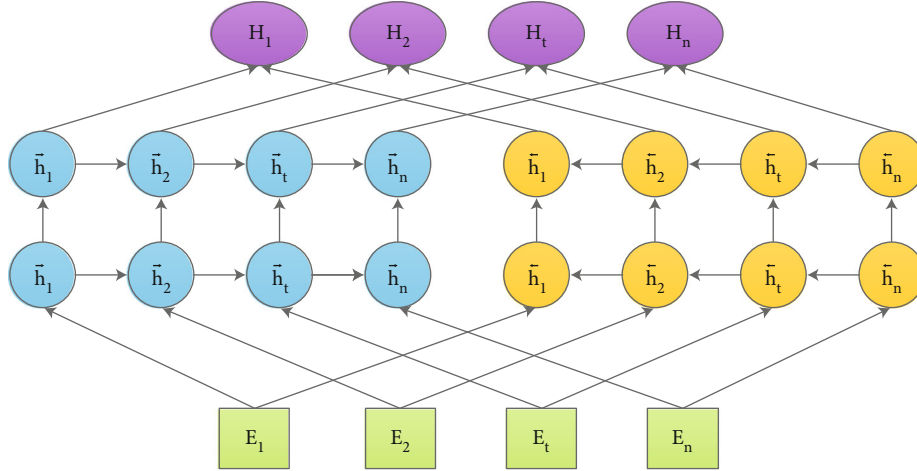 H₁ H₂ Hₜ Hₙ
h⃗₁ h⃗₂ h⃗ₜ h⃗ₙ h⃖₁ h⃖₂ h⃖ₜ h⃖ₙ
h⃗₁ h⃗₂ h⃗ₜ h⃗ₙ h⃖₁ h⃖₂ h⃖ₜ h⃖ₙ
E₁ E₂ Eₜ Eₙ